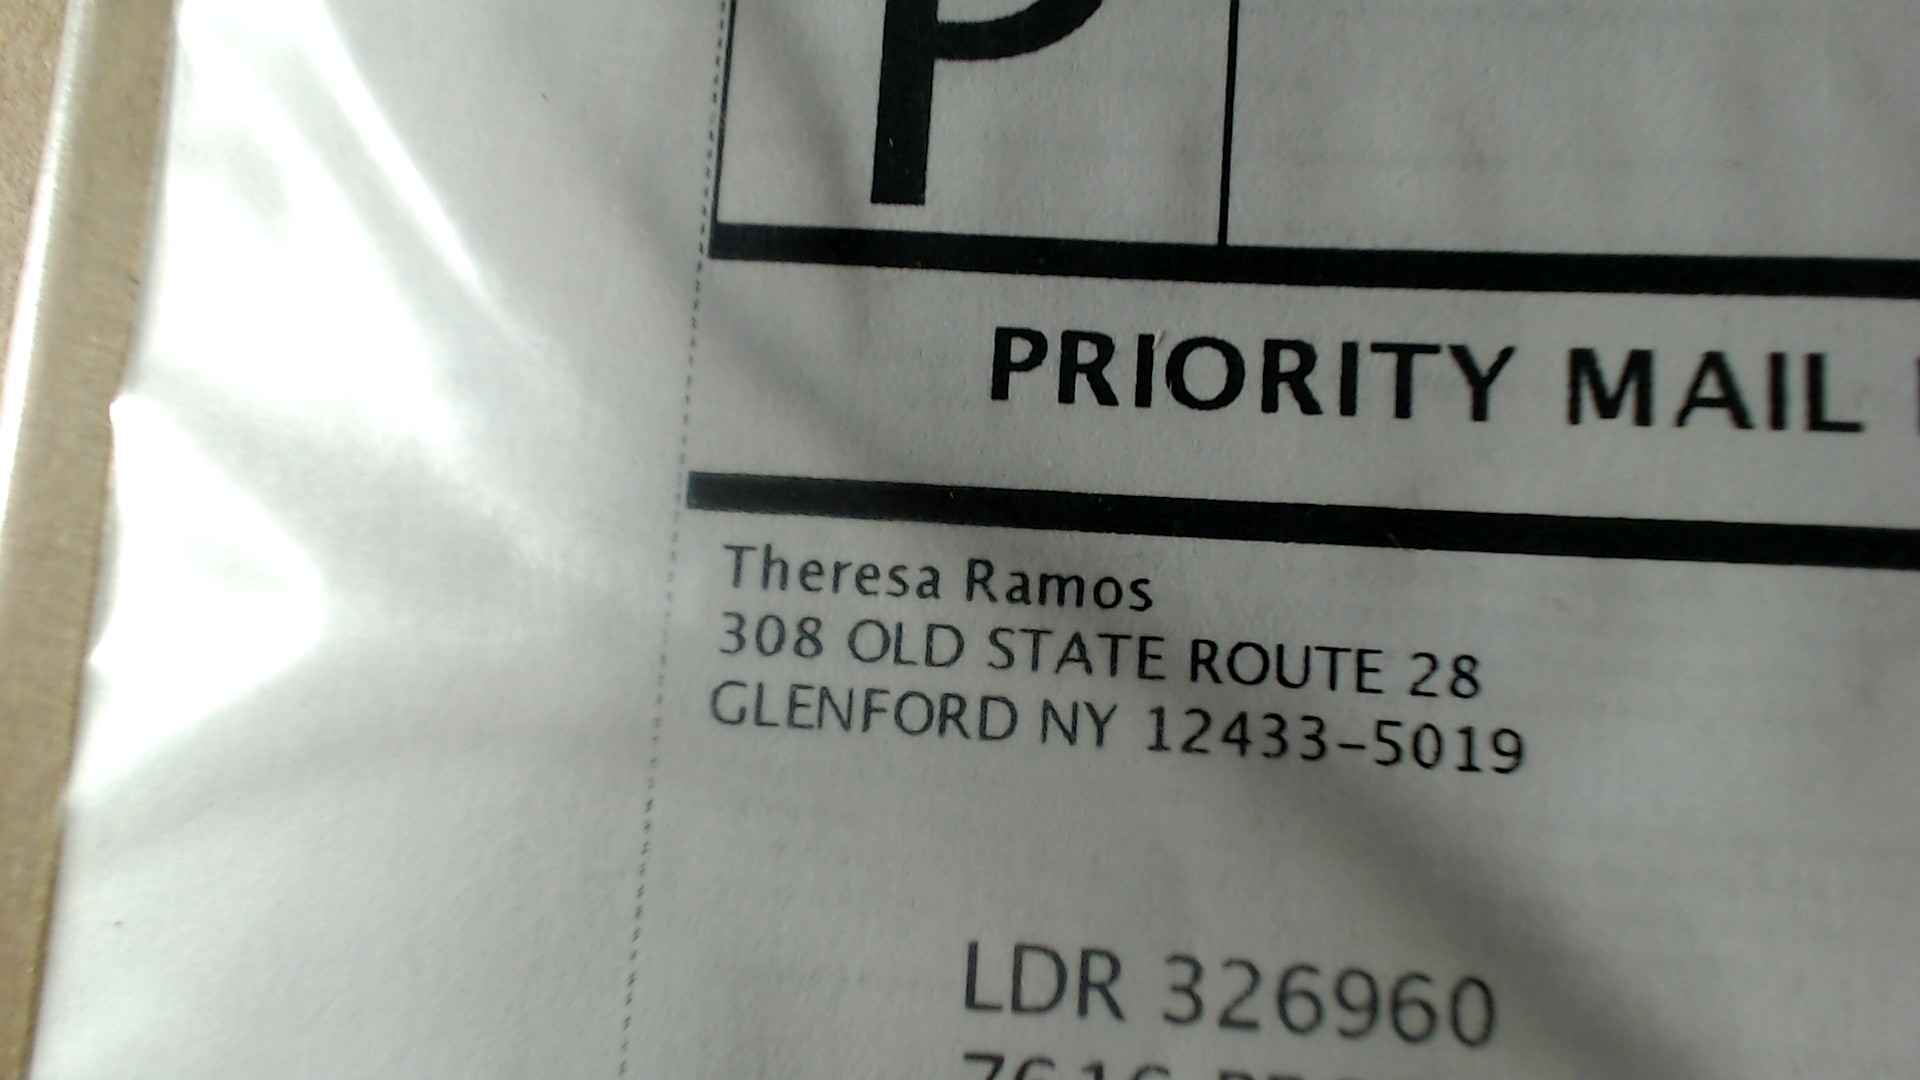 P
PRIORITY MAIL
Theresa Ramos
308 OLD STATE ROUTE 28
GLENFORD NY 12433-5019
LDR 326960